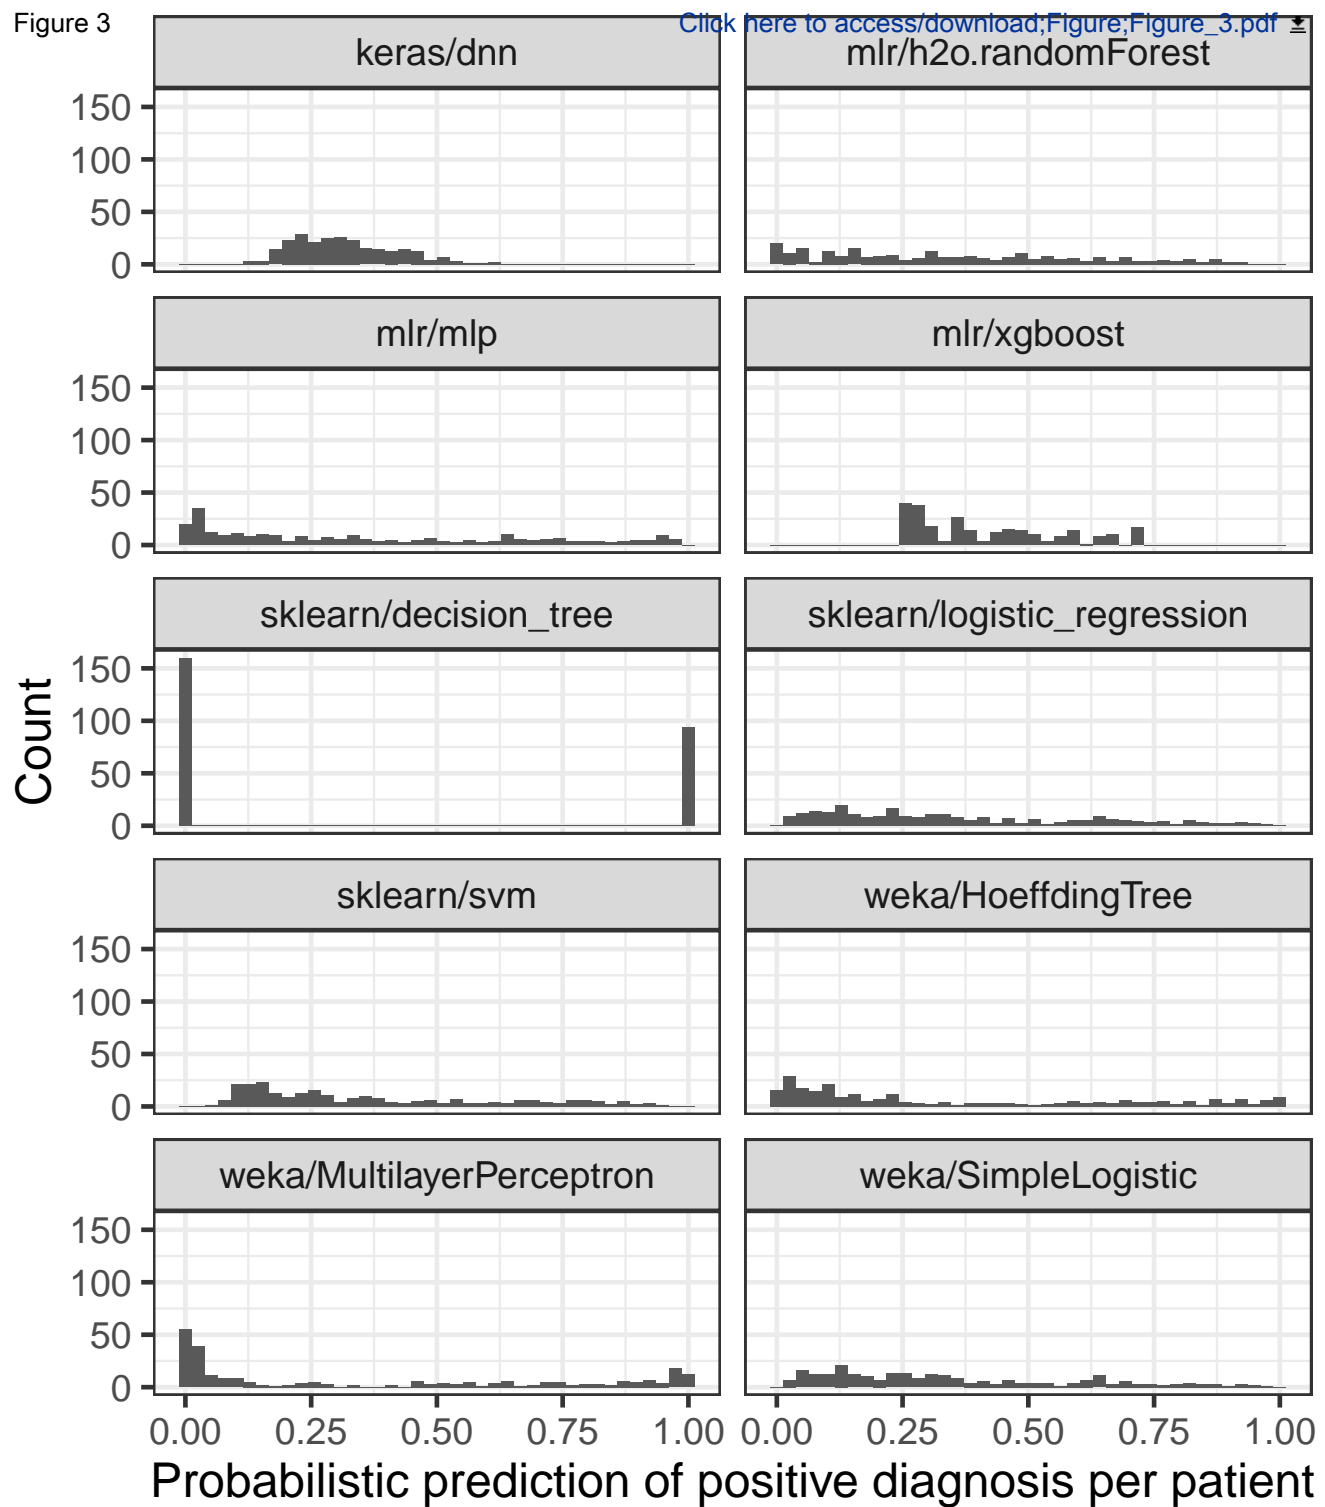 Figure 3
Click here to access/download;Figure;Figure_3.pdf
keras/dnn
mlr/h2o.randomForest
150
100
50
0
mlr/mlp
mlr/xgboost
150
100
50
0
sklearn/decision_tree
sklearn/logistic_regression
150
100
50
0
Count
sklearn/svm
weka/HoeffdingTree
150
100
50
0
weka/MultilayerPerceptron
weka/SimpleLogistic
150
100
50
0
0.00 0.25 0.50 0.75 1.00 0.00 0.25 0.50 0.75 1.00
Probabilistic prediction of positive diagnosis per patient